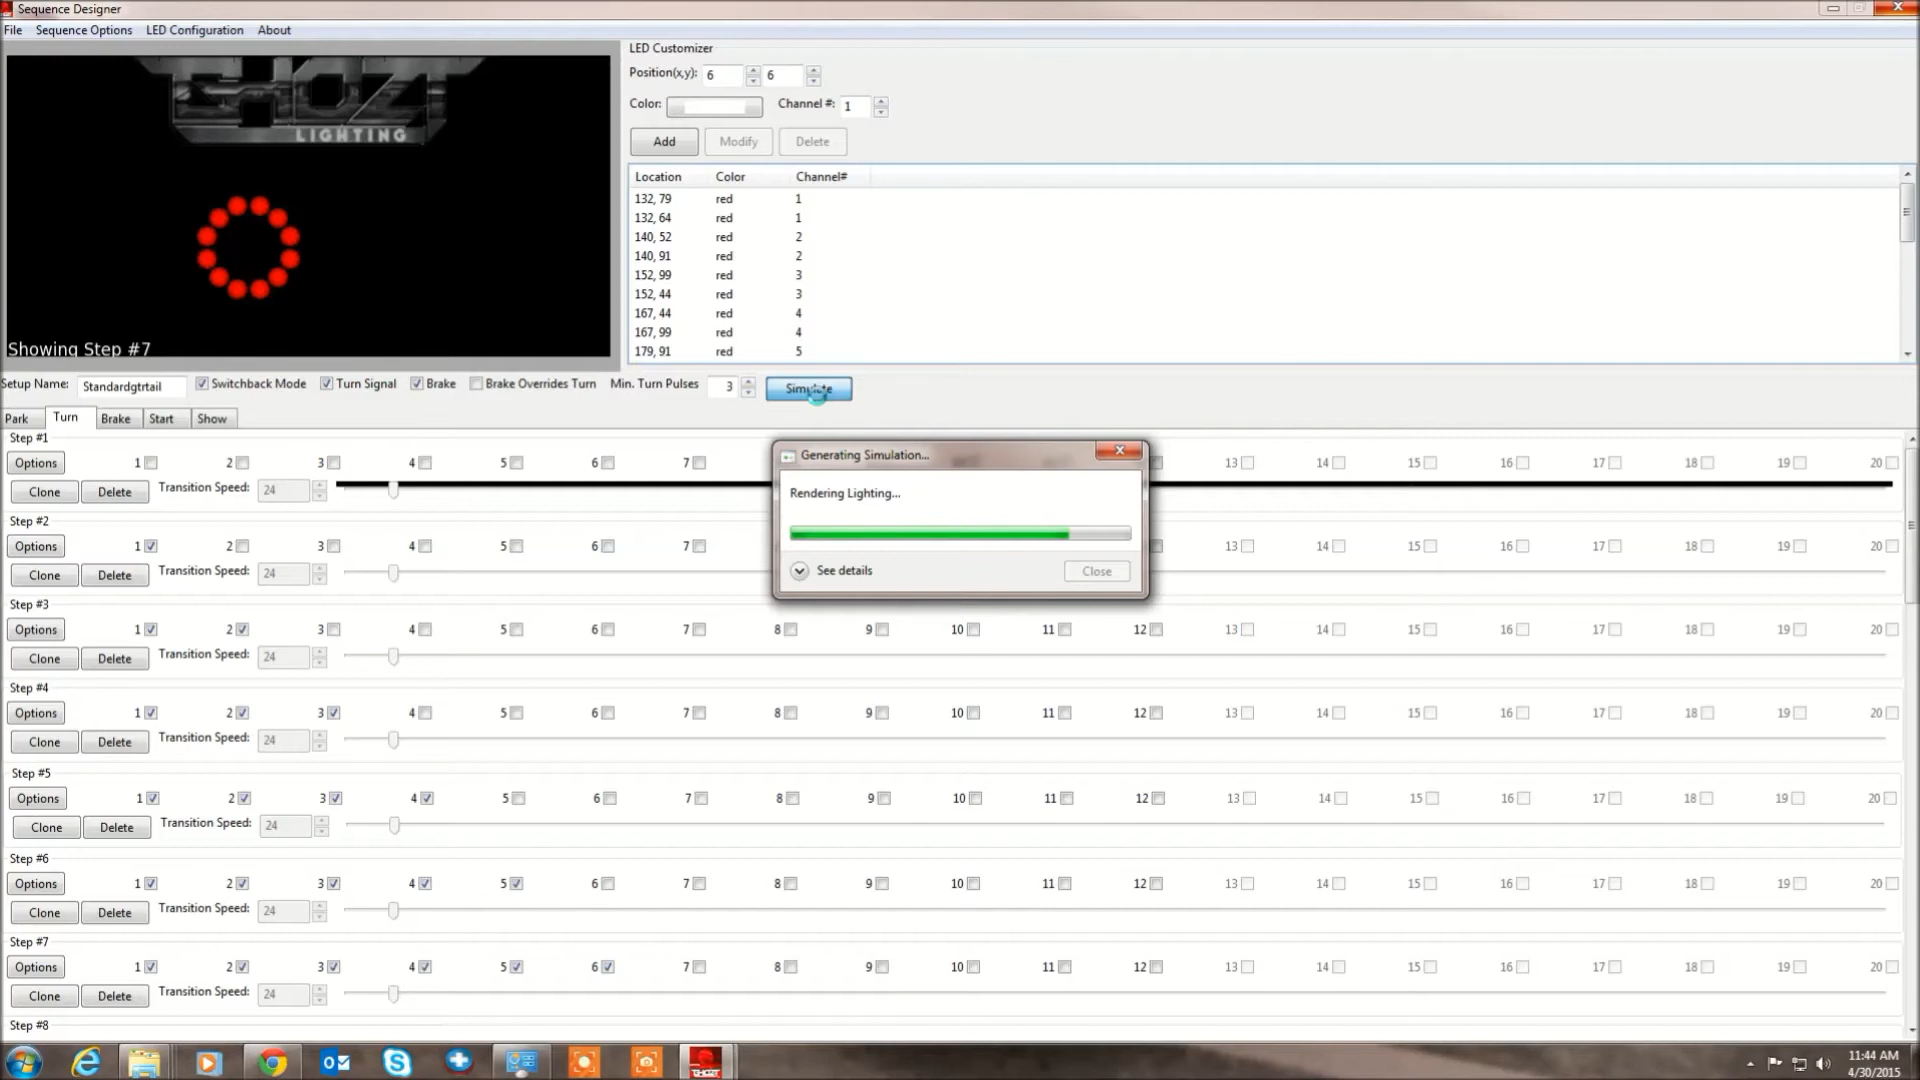 Sequence Designer
File Sequence Options LED Configuration About
LIGHTING
Showing Step #7
LED Customizer
Position(x,y): 6 6
Color: Channel #: 1
Add Modify Delete
Location Color Channel#
132, 79 red 1
132, 64 red 1
140, 52 red 2
140, 91 red 2
152, 99 red 3
152, 44 red 3
167, 44 red 4
167, 99 red 4
179, 91 red 5
Setup Name: Standardgtrtail Switchback Mode Turn Signal Brake Brake Overrides Turn Min. Turn Pulses 3 Simulate
Park Turn Brake Start Show
Step #1
Options 1 2 3 4 5 6 7 13 14 15 16 17 18 19 20
Clone Delete Transition Speed: 24
Step #2
Options 1 2 3 4 5 6 7 13 14 15 16 17 18 19 20
Clone Delete Transition Speed: 24
Generating Simulation...
Rendering Lighting...
See details Close
Step #3
Options 1 2 3 4 5 6 7 8 9 10 11 12 13 14 15 16 17 18 19 20
Clone Delete Transition Speed: 24
Step #4
Options 1 2 3 4 5 6 7 8 9 10 11 12 13 14 15 16 17 18 19 20
Clone Delete Transition Speed: 24
Step #5
Options 1 2 3 4 5 6 7 8 9 10 11 12 13 14 15 16 17 18 19 20
Clone Delete Transition Speed: 24
Step #6
Options 1 2 3 4 5 6 7 8 9 10 11 12 13 14 15 16 17 18 19 20
Clone Delete Transition Speed: 24
Step #7
Options 1 2 3 4 5 6 7 8 9 10 11 12 13 14 15 16 17 18 19 20
Clone Delete Transition Speed: 24
Step #8
11:44 AM
4/30/2015